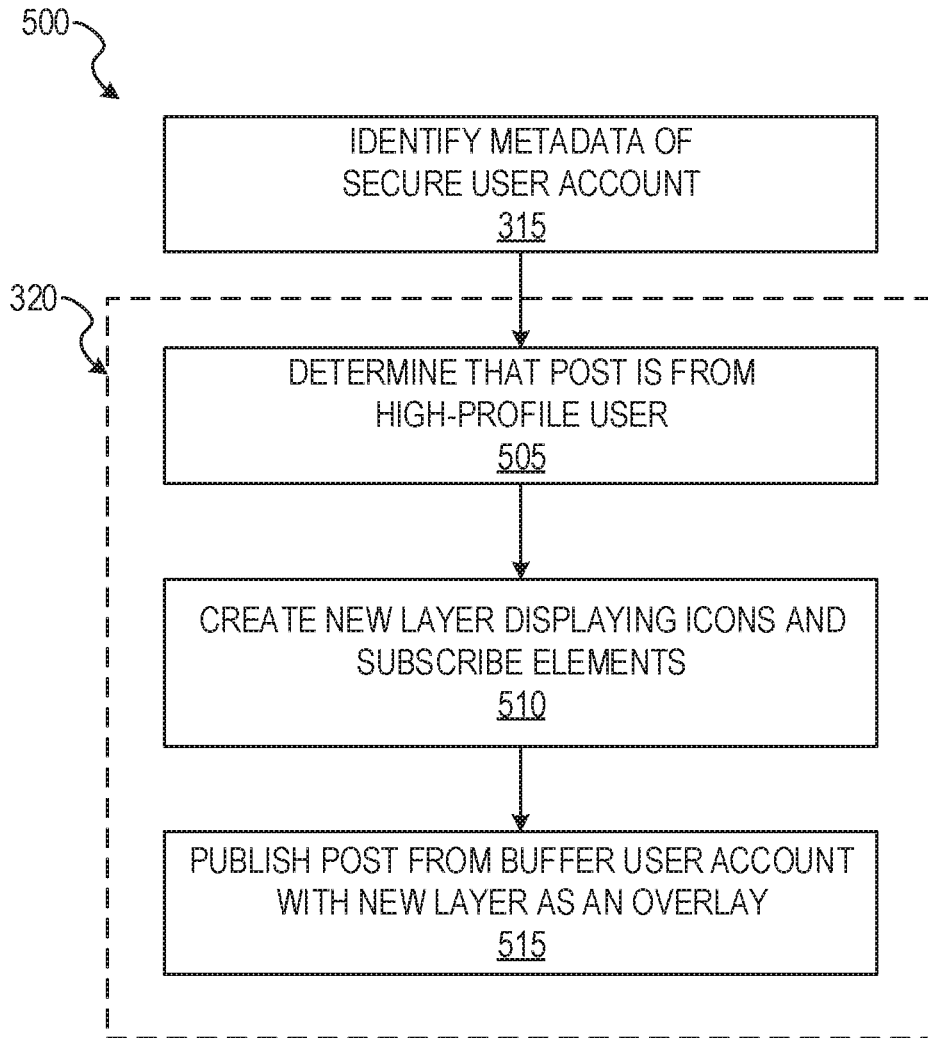 500
IDENTIFY METADATA OF
SECURE USER ACCOUNT
315
320
DETERMINE THAT POST IS FROM
HIGH-PROFILE USER
505
CREATE NEW LAYER DISPLAYING ICONS AND
SUBSCRIBE ELEMENTS
510
PUBLISH POST FROM BUFFER USER ACCOUNT
WITH NEW LAYER AS AN OVERLAY
515